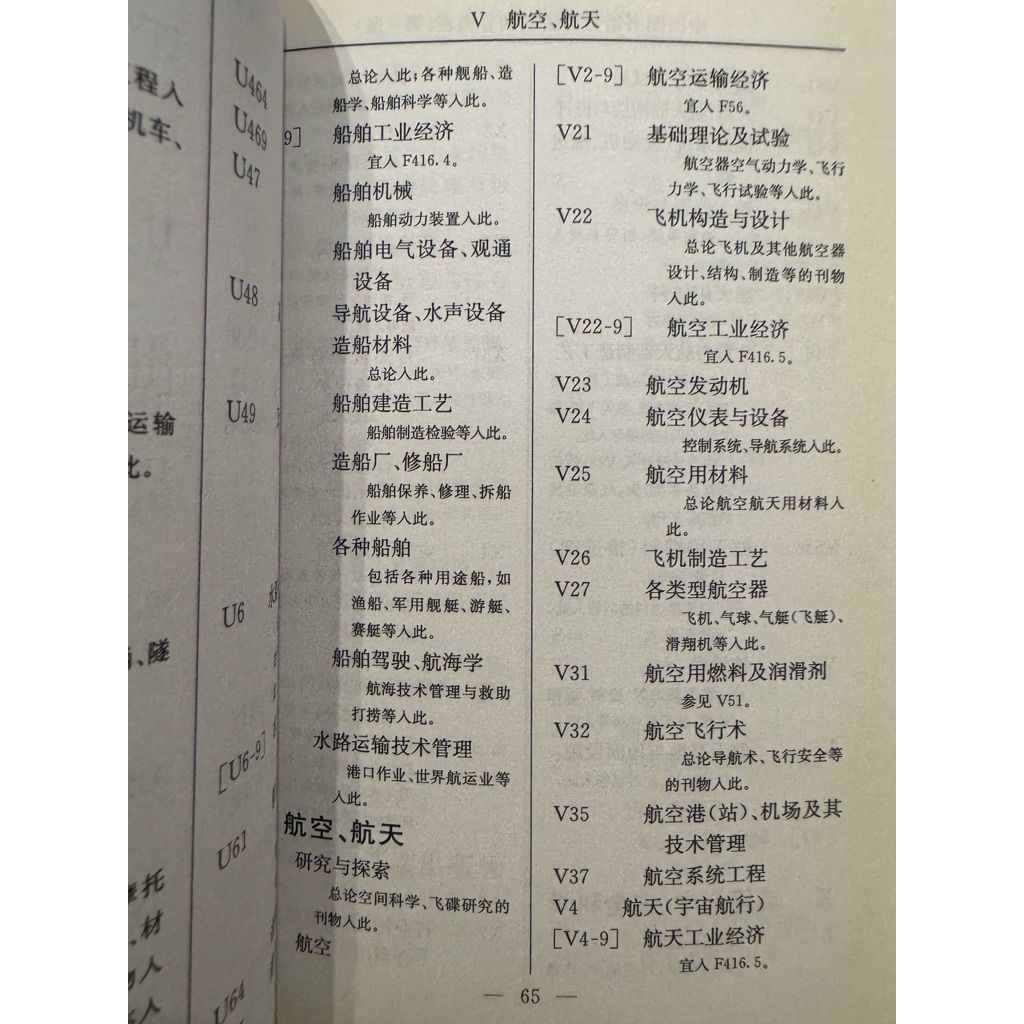 程人
机车、
运输
比。
、隧
托
、材
人
U464
U469
U47
U48
U49
U6
[U6-9]
U61
U64
V 航空、航天
总论入此;各种舰船、造
船学、船舶科学等入此。
9] 船舶工业经济
宜入 F416.4。
船舶机械
船舶动力装置入此。
船舶电气设备、观通
设备
导航设备、水声设备
造船材料
总论入此。
船舶建造工艺
船舶制造检验等入此。
造船厂、修船厂
船舶保养、修理、拆船
作业等入此。
各种船舶
包括各种用途船,如
渔船、军用舰艇、游艇、
赛艇等入此。
船舶驾驶、航海学
航海技术管理与救助
打捞等入此。
水路运输技术管理
港口作业、世界航运业等
入此。
航空、航天
研究与探索
总论空间科学、飞碟研究的
刊物入此。
航空
[V2-9] 航空运输经济
宜入 F56。
V21 基础理论及试验
航空器空气动力学、飞行
力学、飞行试验等入此。
V22 飞机构造与设计
总论飞机及其他航空器
设计、结构、制造等的刊物
入此。
[V22-9] 航空工业经济
宜入 F416.5。
V23 航空发动机
V24 航空仪表与设备
控制系统、导航系统入此。
V25 航空用材料
总论航空航天用材料入
此。
V26 飞机制造工艺
V27 各类型航空器
飞机、气球、气艇(飞艇)、
滑翔机等入此。
V31 航空用燃料及润滑剂
参见 V51。
V32 航空飞行术
总论导航术、飞行安全等
的刊物入此。
V35 航空港(站)、机场及其
技术管理
V37 航空系统工程
V4 航天(宇宙航行)
[V4-9] 航天工业经济
宜入 F416.5。
— 65 —